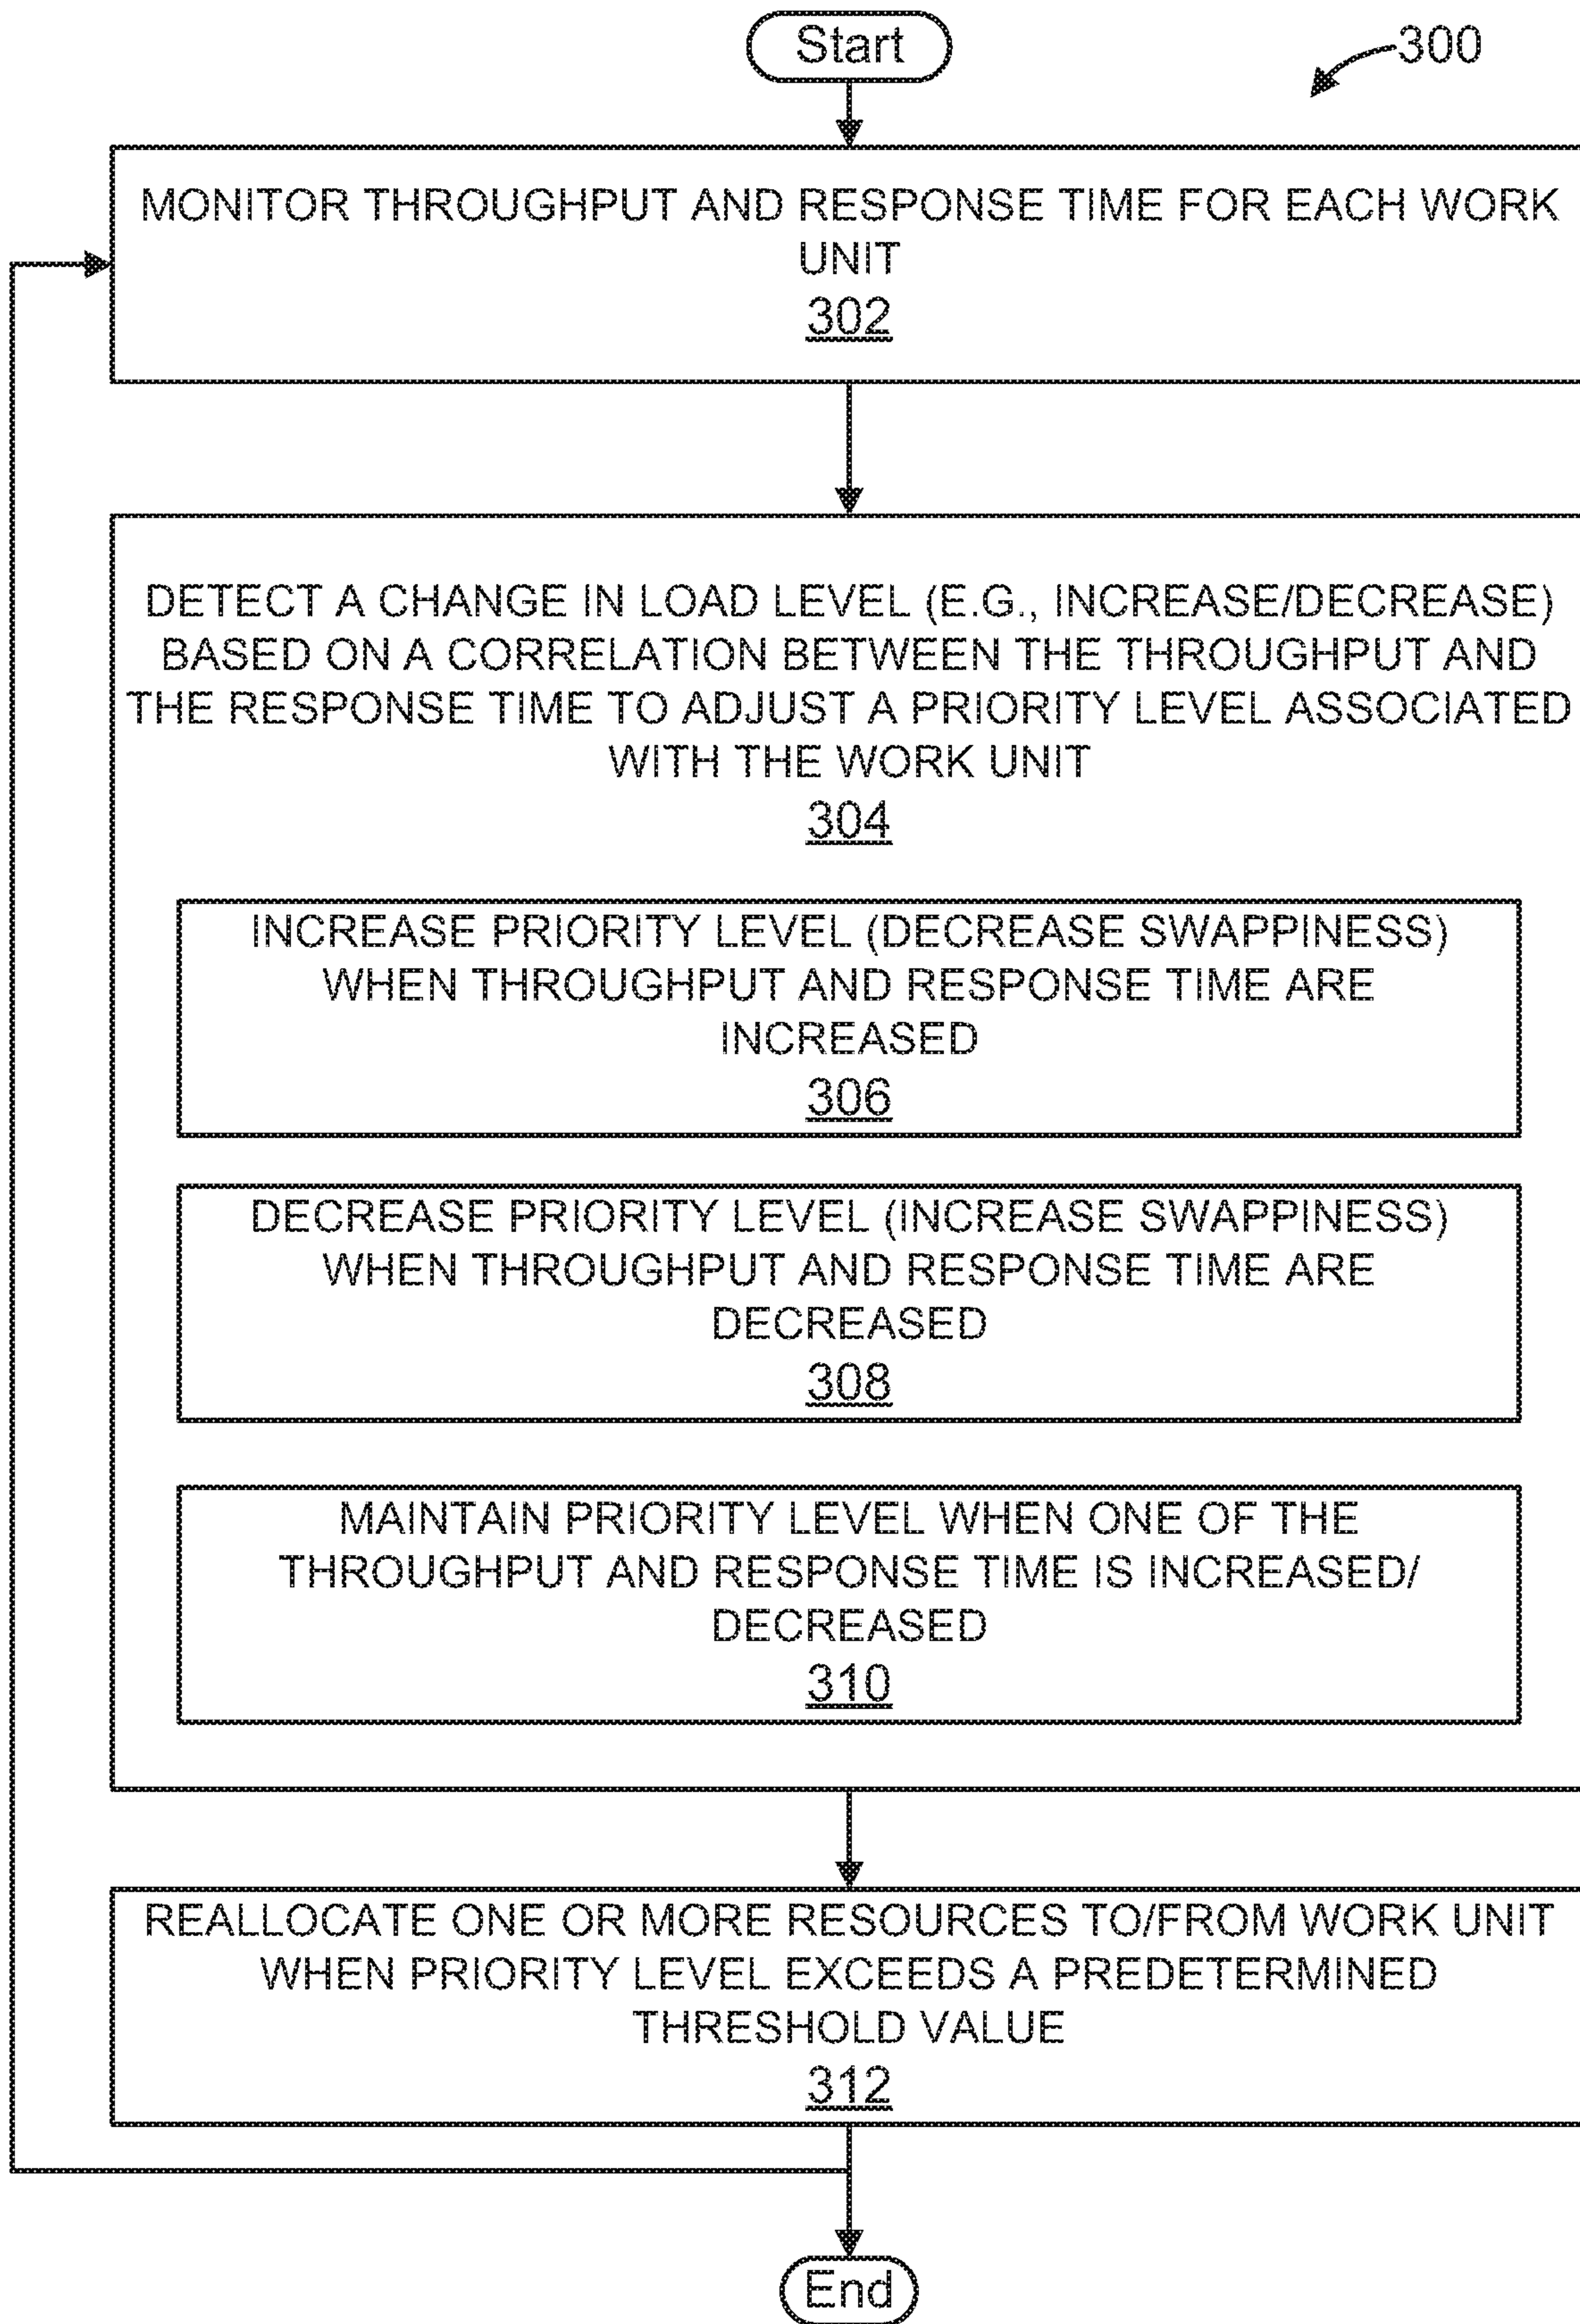 Start
300
MONITOR THROUGHPUT AND RESPONSE TIME FOR EACH WORK
UNIT
302
DETECT A CHANGE IN LOAD LEVEL (E.G., INCREASE/DECREASE)
BASED ON A CORRELATION BETWEEN THE THROUGHPUT AND
THE RESPONSE TIME TO ADJUST A PRIORITY LEVEL ASSOCIATED
WITH THE WORK UNIT
304
INCREASE PRIORITY LEVEL (DECREASE SWAPPINESS)
WHEN THROUGHPUT AND RESPONSE TIME ARE
INCREASED
306
DECREASE PRIORITY LEVEL (INCREASE SWAPPINESS)
WHEN THROUGHPUT AND RESPONSE TIME ARE
DECREASED
308
MAINTAIN PRIORITY LEVEL WHEN ONE OF THE
THROUGHPUT AND RESPONSE TIME IS INCREASED/
DECREASED
310
REALLOCATE ONE OR MORE RESOURCES TO/FROM WORK UNIT
WHEN PRIORITY LEVEL EXCEEDS A PREDETERMINED
THRESHOLD VALUE
312
End